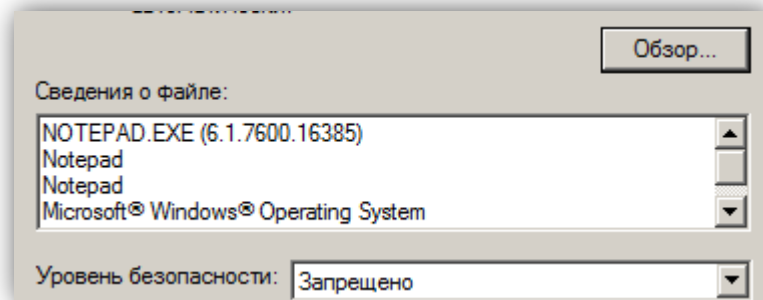 Обзор...
Сведения о файле:
NOTEPAD.EXE (6.1.7600.16385)
Notepad
Notepad
Microsoft® Windows® Operating System
Уровень безопасности:
Запрещено